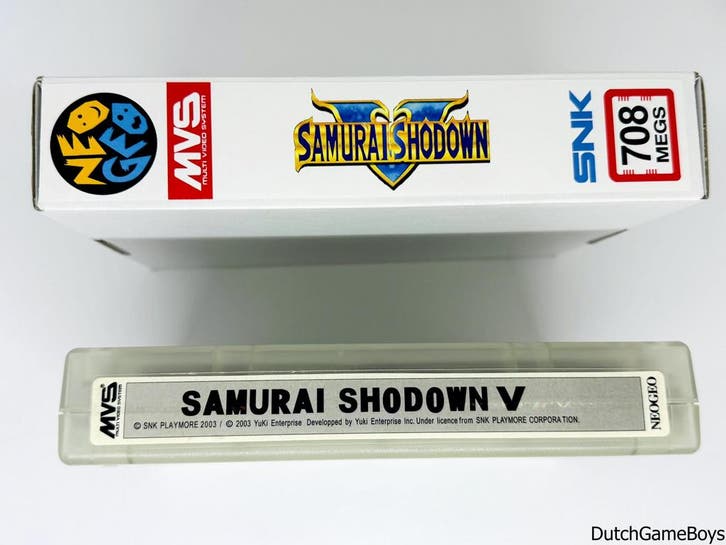 NEO GEO
MVS
MULTI VIDEO SYSTEM
SAMURAI SHODOWN
V
SNK
708
MEGS
MVS
MULTI VIDEO SYSTEM
SAMURAI SHODOWN V
© SNK PLAYMORE 2003 / © 2003 YuKi Enterprise Developped by Yuki Enterprise Inc. Under licence from SNK PLAYMORE CORPORATION.
NEOGEO
DutchGameBoys